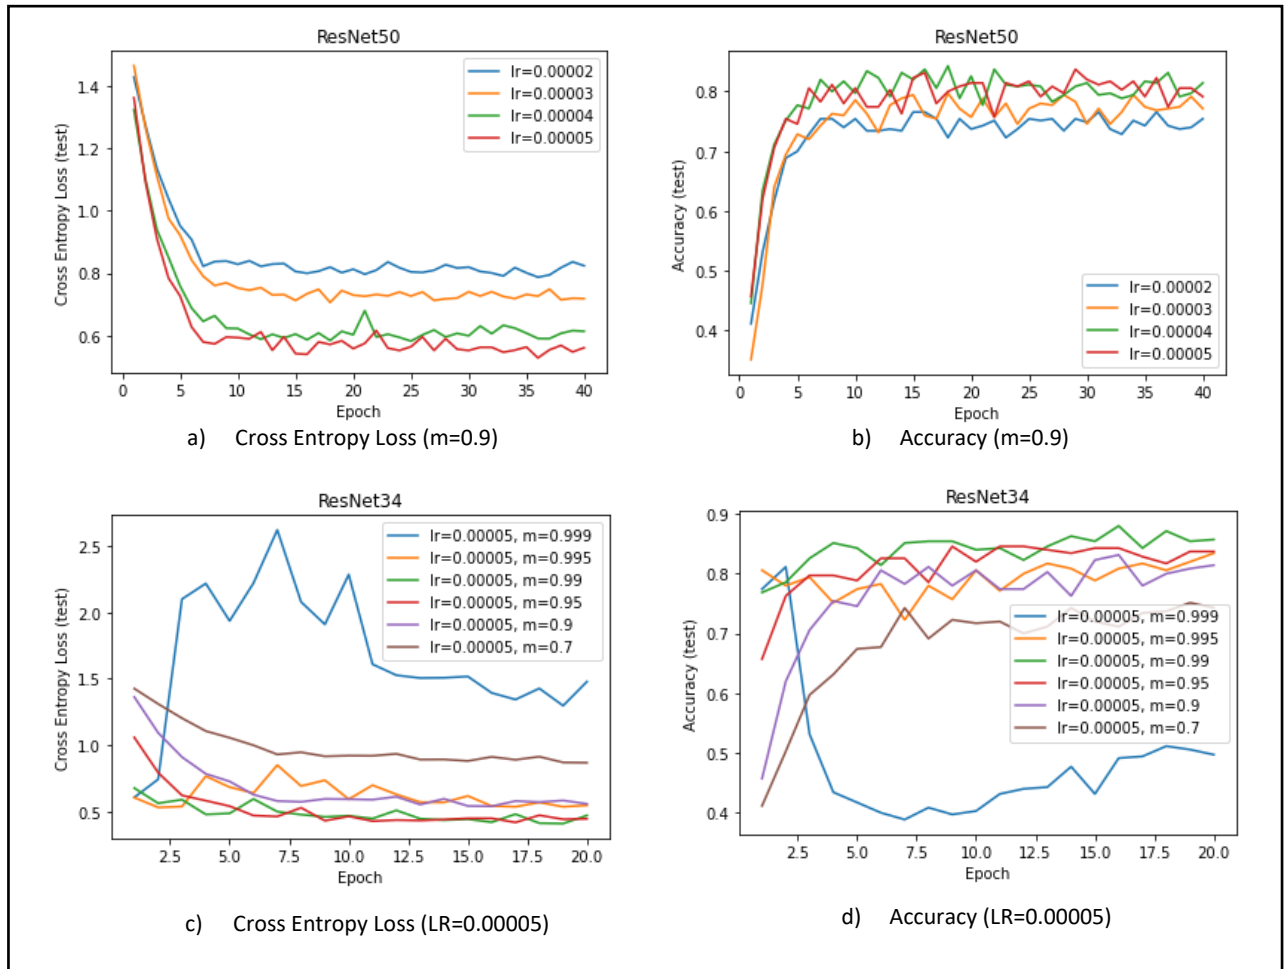 ResNet50
Cross Entropy Loss (test)
1.4
1.2
1.0
0.8
0.6
lr=0.00002
lr=0.00003
lr=0.00004
lr=0.00005
0 5 10 15 20 25 30 35 40
Epoch
a) Cross Entropy Loss (m=0.9)
ResNet50
Accuracy (test)
0.8
0.7
0.6
0.5
0.4
lr=0.00002
lr=0.00003
lr=0.00004
lr=0.00005
0 5 10 15 20 25 30 35 40
Epoch
b) Accuracy (m=0.9)
ResNet34
Cross Entropy Loss (test)
2.5
2.0
1.5
1.0
0.5
lr=0.00005, m=0.999
lr=0.00005, m=0.995
lr=0.00005, m=0.99
lr=0.00005, m=0.95
lr=0.00005, m=0.9
lr=0.00005, m=0.7
2.5 5.0 7.5 10.0 12.5 15.0 17.5 20.0
Epoch
c) Cross Entropy Loss (LR=0.00005)
ResNet34
Accuracy (test)
0.9
0.8
0.7
0.6
0.5
0.4
lr=0.00005, m=0.999
lr=0.00005, m=0.995
lr=0.00005, m=0.99
lr=0.00005, m=0.95
lr=0.00005, m=0.9
lr=0.00005, m=0.7
2.5 5.0 7.5 10.0 12.5 15.0 17.5 20.0
Epoch
d) Accuracy (LR=0.00005)